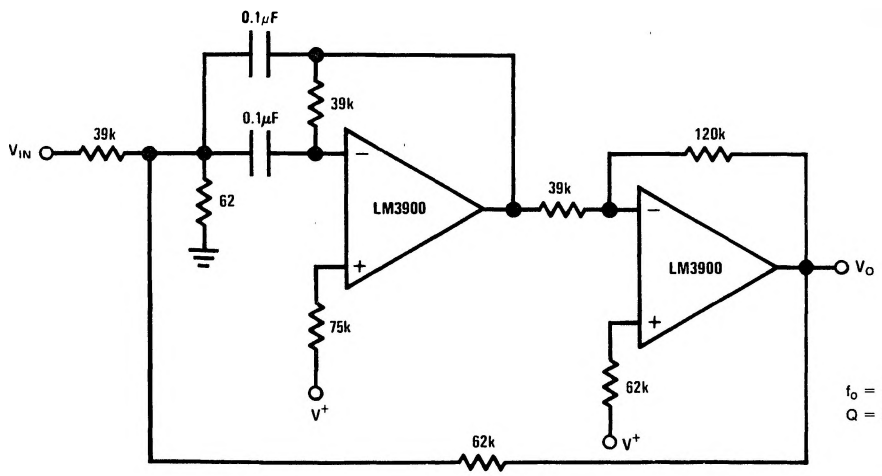 0.1μF
39k
0.1μF
V_IN
39k
62
−
LM3900
+
75k
V+
39k
120k
−
LM3900
+
V_O
62k
V+
62k
f_o =
Q =